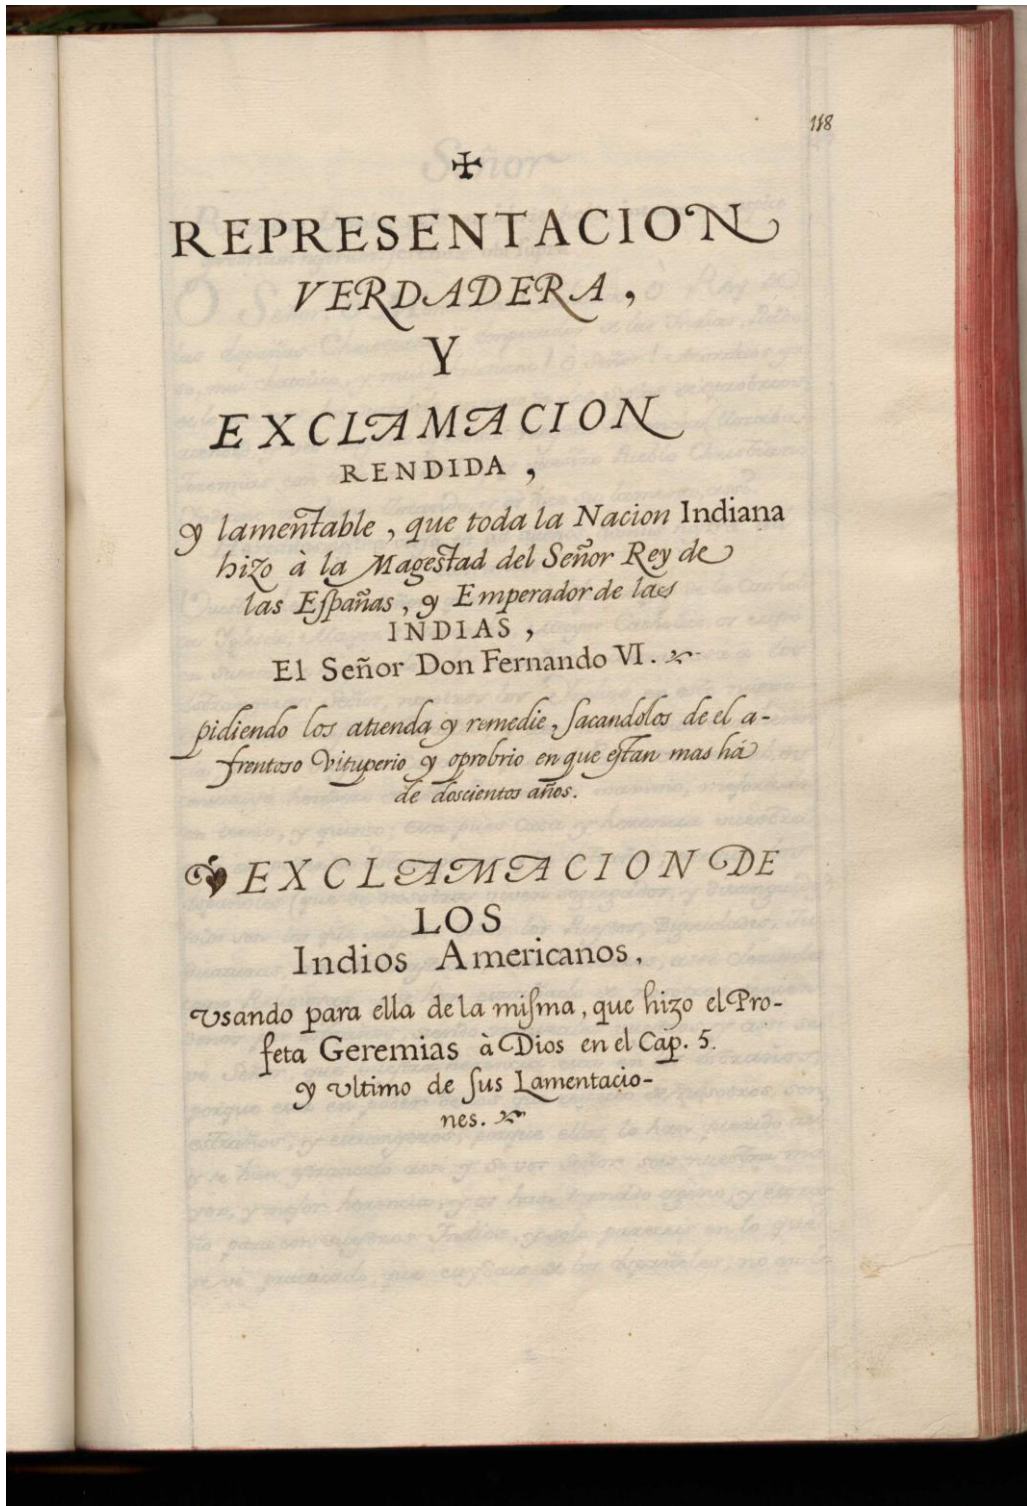 118
✠
REPRESENTACION
VERDADERA,
Y
EXCLAMACION
RENDIDA,
y lamentable, que toda la Nacion Indiana
hizo à la Magestad del Señor Rey de
las Eſpañas, y Emperador de las
INDIAS,
El Señor Don Fernando VI.
pidiendo los atienda y remedie, ſacandolos de el a-
frentoso Vituperio y oprobrio en que eſtan mas há
de doscientos años.
EXCLAMACION DE
LOS
Indios Americanos,
Vsando para ella de la miſma, que hizo el Pro-
feta Geremias à Dios en el Cap. 5.
y vltimo de ſus Lamentacio-
nes.